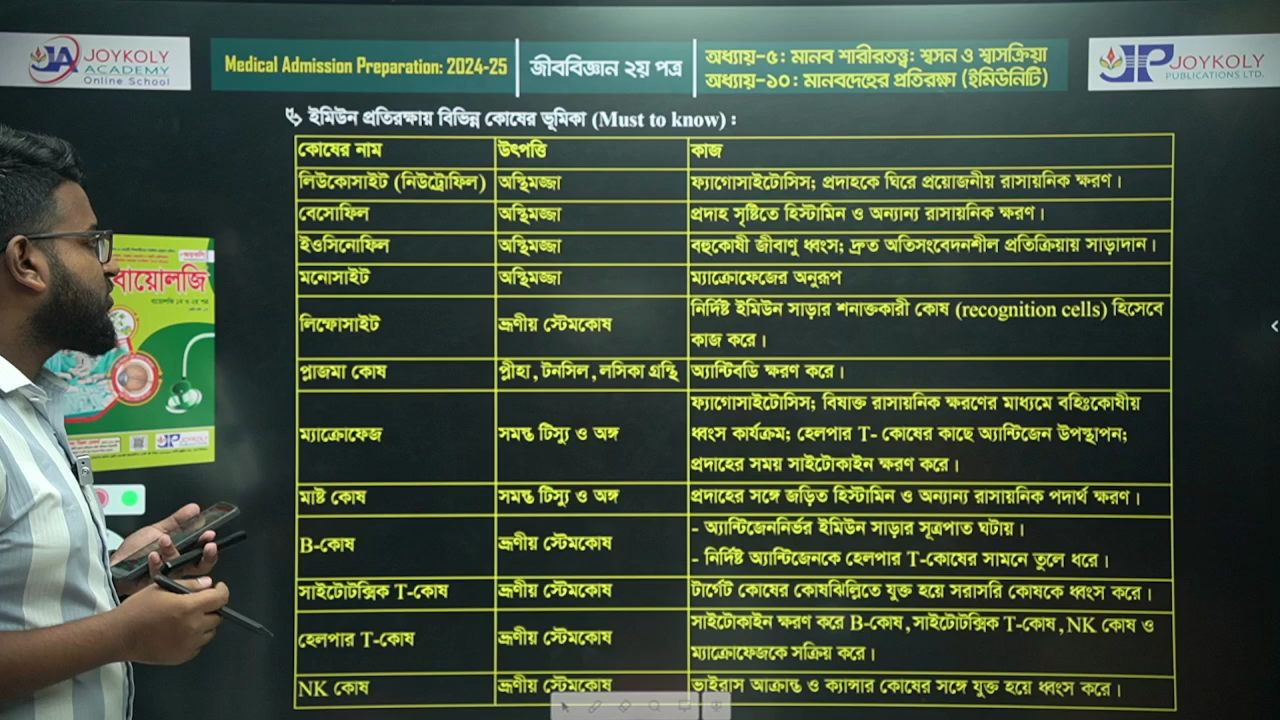 JOYKOLY
ACADEMY
Online School
Medical Admission Preparation: 2024-25
জীববিজ্ঞান ২য় পত্র
অধ্যায়-৫: মানব শারীরতত্ত্ব: শ্বসন ও শ্বাসক্রিয়া
অধ্যায়-১০: মানবদেহের প্রতিরক্ষা (ইমিউনিটি)
JOYKOLY
PUBLICATIONS LTD.
ইমিউন প্রতিরক্ষায় বিভিন্ন কোষের ভূমিকা (Must to know) :
কোষের নাম উৎপত্তি কাজ
লিউকোসাইট (নিউট্রোফিল) অস্থিমজ্জা ফ্যাগোসাইটোসিস; প্রদাহকে ঘিরে প্রয়োজনীয় রাসায়নিক ক্ষরণ।
বেসোফিল অস্থিমজ্জা প্রদাহ সৃষ্টিতে হিস্টামিন ও অন্যান্য রাসায়নিক ক্ষরণ।
ইওসিনোফিল অস্থিমজ্জা বহুকোষী জীবাণু ধ্বংস; দ্রুত অতিসংবেদনশীল প্রতিক্রিয়ায় সাড়াদান।
মনোসাইট অস্থিমজ্জা ম্যাক্রোফেজের অনুরূপ
লিম্ফোসাইট ভ্রূণীয় স্টেমকোষ নির্দিষ্ট ইমিউন সাড়ার শনাক্তকারী কোষ (recognition cells) হিসেবে
কাজ করে।
প্লাজমা কোষ প্লীহা, টনসিল, লসিকা গ্রন্থি অ্যান্টিবডি ক্ষরণ করে।
ম্যাক্রোফেজ সমস্ত টিস্যু ও অঙ্গ ফ্যাগোসাইটোসিস; বিষাক্ত রাসায়নিক ক্ষরণের মাধ্যমে বহিঃকোষীয়
ধ্বংস কার্যক্রম; হেলপার T- কোষের কাছে অ্যান্টিজেন উপস্থাপন;
প্রদাহের সময় সাইটোকাইন ক্ষরণ করে।
মাষ্ট কোষ সমস্ত টিস্যু ও অঙ্গ প্রদাহের সঙ্গে জড়িত হিস্টামিন ও অন্যান্য রাসায়নিক পদার্থ ক্ষরণ।
B-কোষ ভ্রূণীয় স্টেমকোষ - অ্যান্টিজেননির্ভর ইমিউন সাড়ার সূত্রপাত ঘটায়।
- নির্দিষ্ট অ্যান্টিজেনকে হেলপার T-কোষের সামনে তুলে ধরে।
সাইটোটক্সিক T-কোষ ভ্রূণীয় স্টেমকোষ টার্গেট কোষের কোষঝিল্লিতে যুক্ত হয়ে সরাসরি কোষকে ধ্বংস করে।
হেলপার T-কোষ ভ্রূণীয় স্টেমকোষ সাইটোকাইন ক্ষরণ করে B-কোষ, সাইটোটক্সিক T-কোষ, NK কোষ ও
ম্যাক্রোফেজকে সক্রিয় করে।
NK কোষ ভ্রূণীয় স্টেমকোষ ভাইরাস আক্রান্ত ও ক্যান্সার কোষের সঙ্গে যুক্ত হয়ে ধ্বংস করে।
বায়োলজি
JOYKOLY